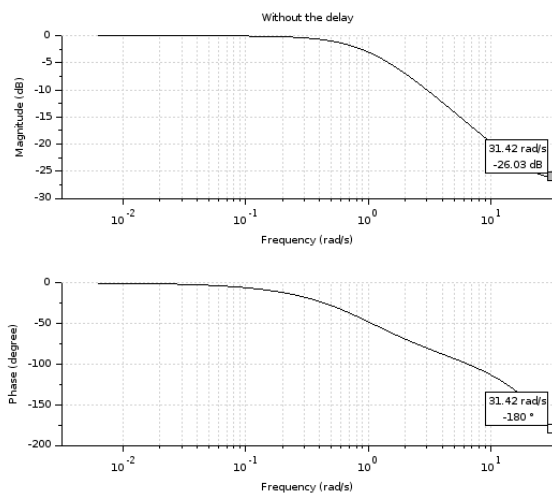 Without the delay
0
-5
-10
-15
-20
-25
-30
Magnitude (dB)
31.42 rad/s
-26.03 dB
10^-2
10^-1
10^0
10^1
Frequency (rad/s)
0
-50
-100
-150
-200
Phase (degree)
31.42 rad/s
-180 °
10^-2
10^-1
10^0
10^1
Frequency (rad/s)